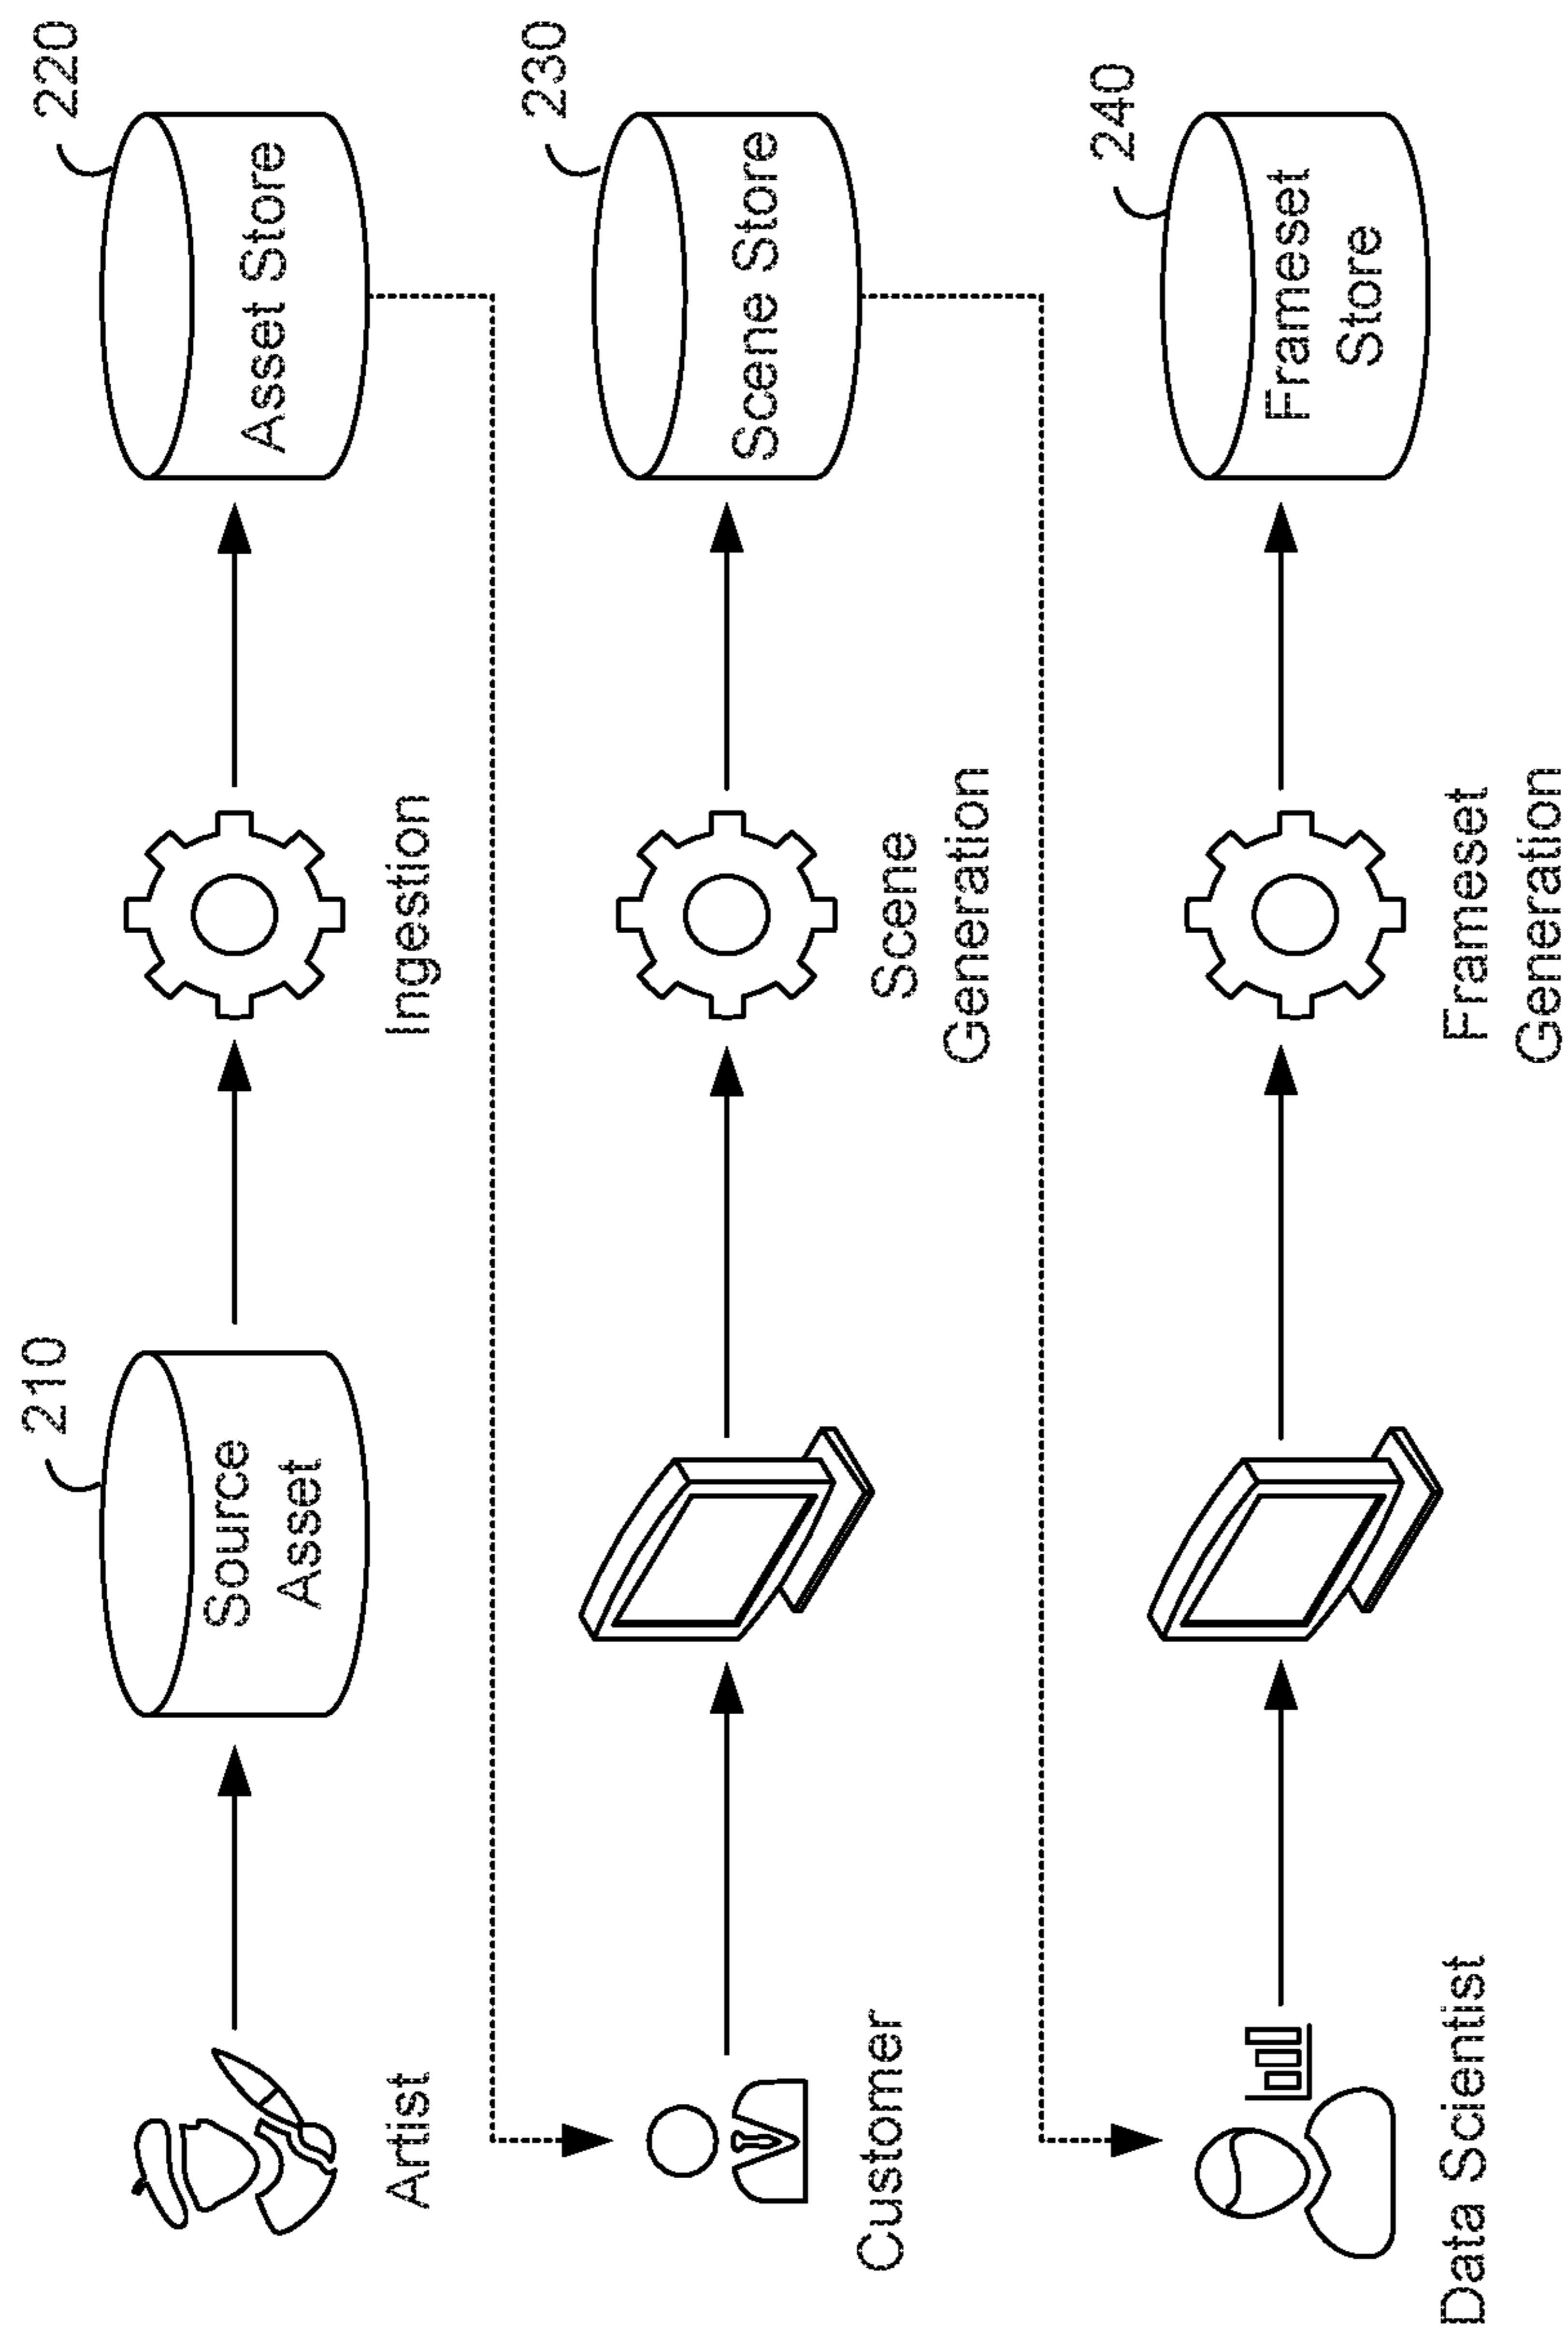 210
220
Source
Asset
Asset Store
Artist
Ingestion
230
Scene Store
Customer
Scene
Generation
240
Frameset
Store
Data Scientist
Frameset
Generation